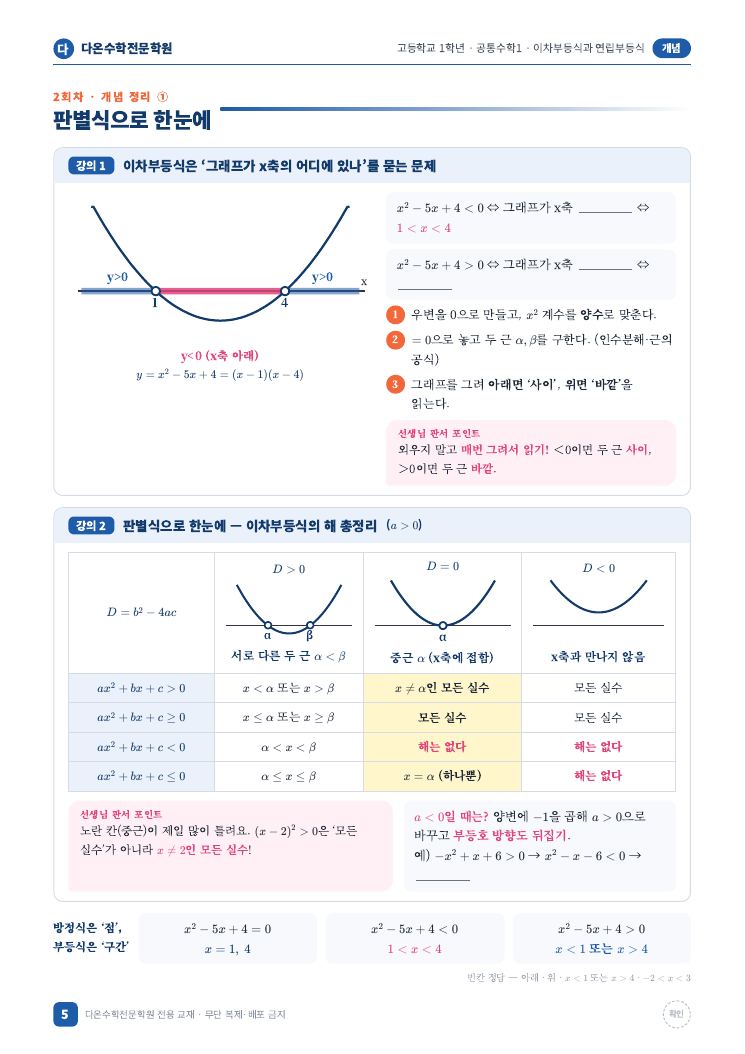 다 다온수학전문학원
고등학교 1학년 · 공통수학1 · 이차부등식과 연립부등식 개념
2회차 · 개념 정리 ①
판별식으로 한눈에
강의 1 이차부등식은 ‘그래프가 x축의 어디에 있나’를 묻는 문제
y>0 y>0 x
1 4
y<0 (x축 아래)
y = x² − 5x + 4 = (x − 1)(x − 4)
x² − 5x + 4 < 0 ⇔ 그래프가 x축 ________ ⇔
1 < x < 4
x² − 5x + 4 > 0 ⇔ 그래프가 x축 ________ ⇔
________
1 우변을 0으로 만들고, x² 계수를 양수로 맞춘다.
2 = 0으로 놓고 두 근 α, β를 구한다. (인수분해·근의
공식)
3 그래프를 그려 아래면 ‘사이’, 위면 ‘바깥’을
읽는다.
선생님 판서 포인트
외우지 말고 매번 그려서 읽기! <0이면 두 근 사이,
>0이면 두 근 바깥.
강의 2 판별식으로 한눈에 — 이차부등식의 해 총정리 (a > 0)
D = b² − 4ac
D > 0
α β
서로 다른 두 근 α < β
D = 0
α
중근 α (x축에 접함)
D < 0
x축과 만나지 않음
ax² + bx + c > 0 x < α 또는 x > β x ≠ α인 모든 실수 모든 실수
ax² + bx + c ≥ 0 x ≤ α 또는 x ≥ β 모든 실수 모든 실수
ax² + bx + c < 0 α < x < β 해는 없다 해는 없다
ax² + bx + c ≤ 0 α ≤ x ≤ β x = α (하나뿐) 해는 없다
선생님 판서 포인트
노란 칸(중근)이 제일 많이 틀려요. (x − 2)² > 0은 ‘모든
실수’가 아니라 x ≠ 2인 모든 실수!
a < 0일 때는? 양변에 −1을 곱해 a > 0으로
바꾸고 부등호 방향도 뒤집기.
예) −x² + x + 6 > 0 → x² − x − 6 < 0 →
________
방정식은 ‘점’,
부등식은 ‘구간’
x² − 5x + 4 = 0
x = 1, 4
x² − 5x + 4 < 0
1 < x < 4
x² − 5x + 4 > 0
x < 1 또는 x > 4
빈칸 정답 — 아래 · 위 · x < 1 또는 x > 4 · −2 < x < 3
5 다온수학전문학원 전용 교재 · 무단 복제·배포 금지
확인